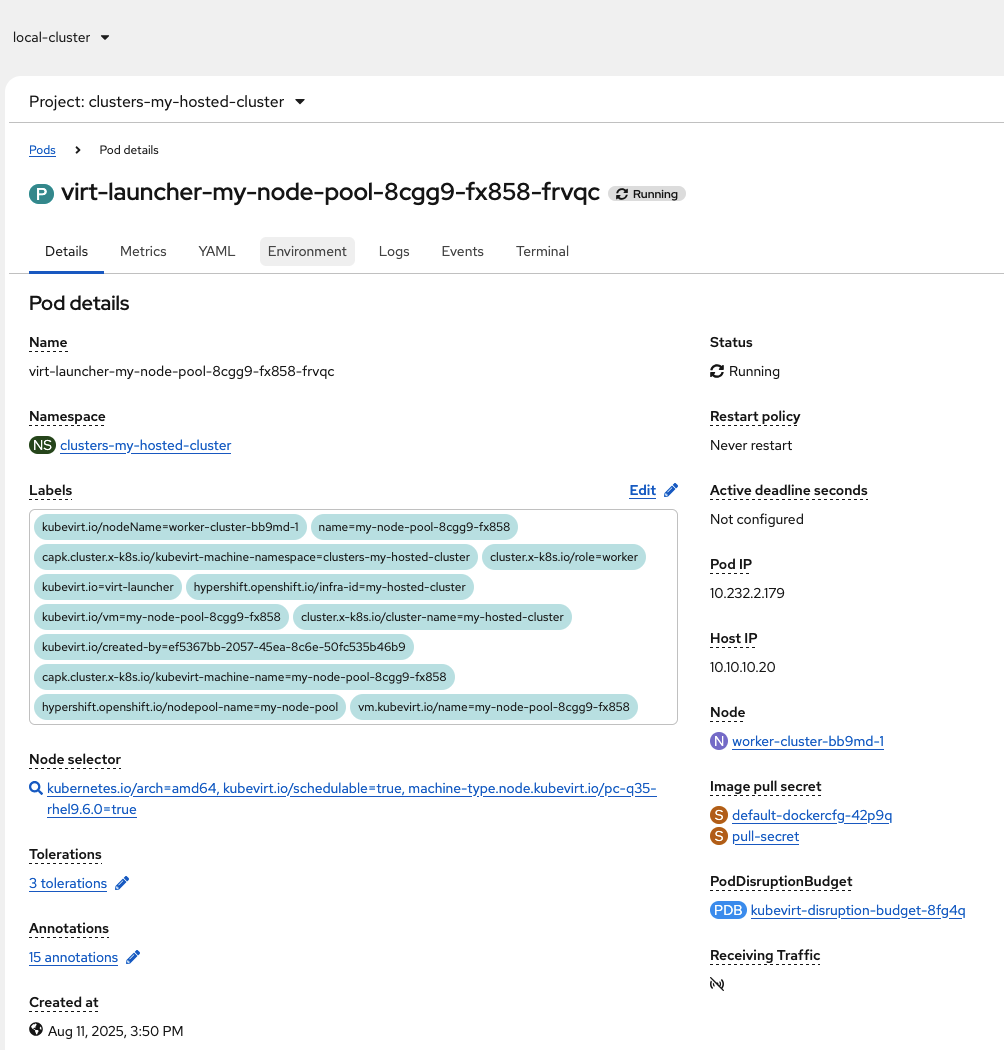 local-cluster
Project: clusters-my-hosted-cluster
Pods
Pod details
P virt-launcher-my-node-pool-8cgg9-fx858-frvqc Running
Details Metrics YAML Environment Logs Events Terminal
Pod details
Name
virt-launcher-my-node-pool-8cgg9-fx858-frvqc
Namespace
NS clusters-my-hosted-cluster
Labels Edit
kubevirt.io/nodeName=worker-cluster-bb9md-1 name=my-node-pool-8cgg9-fx858
capk.cluster.x-k8s.io/kubevirt-machine-namespace=clusters-my-hosted-cluster cluster.x-k8s.io/role=worker
kubevirt.io=virt-launcher hypershift.openshift.io/infra-id=my-hosted-cluster
kubevirt.io/vm=my-node-pool-8cgg9-fx858 cluster.x-k8s.io/cluster-name=my-hosted-cluster
kubevirt.io/created-by=ef5367bb-2057-45ea-8c6e-50fc535b46b9
capk.cluster.x-k8s.io/kubevirt-machine-name=my-node-pool-8cgg9-fx858
hypershift.openshift.io/nodepool-name=my-node-pool vm.kubevirt.io/name=my-node-pool-8cgg9-fx858
Node selector
kubernetes.io/arch=amd64, kubevirt.io/schedulable=true, machine-type.node.kubevirt.io/pc-q35-
rhel9.6.0=true
Tolerations
3 tolerations
Annotations
15 annotations
Created at
Aug 11, 2025, 3:50 PM
Status
Running
Restart policy
Never restart
Active deadline seconds
Not configured
Pod IP
10.232.2.179
Host IP
10.10.10.20
Node
N worker-cluster-bb9md-1
Image pull secret
S default-dockercfg-42p9q
S pull-secret
PodDisruptionBudget
PDB kubevirt-disruption-budget-8fg4q
Receiving Traffic